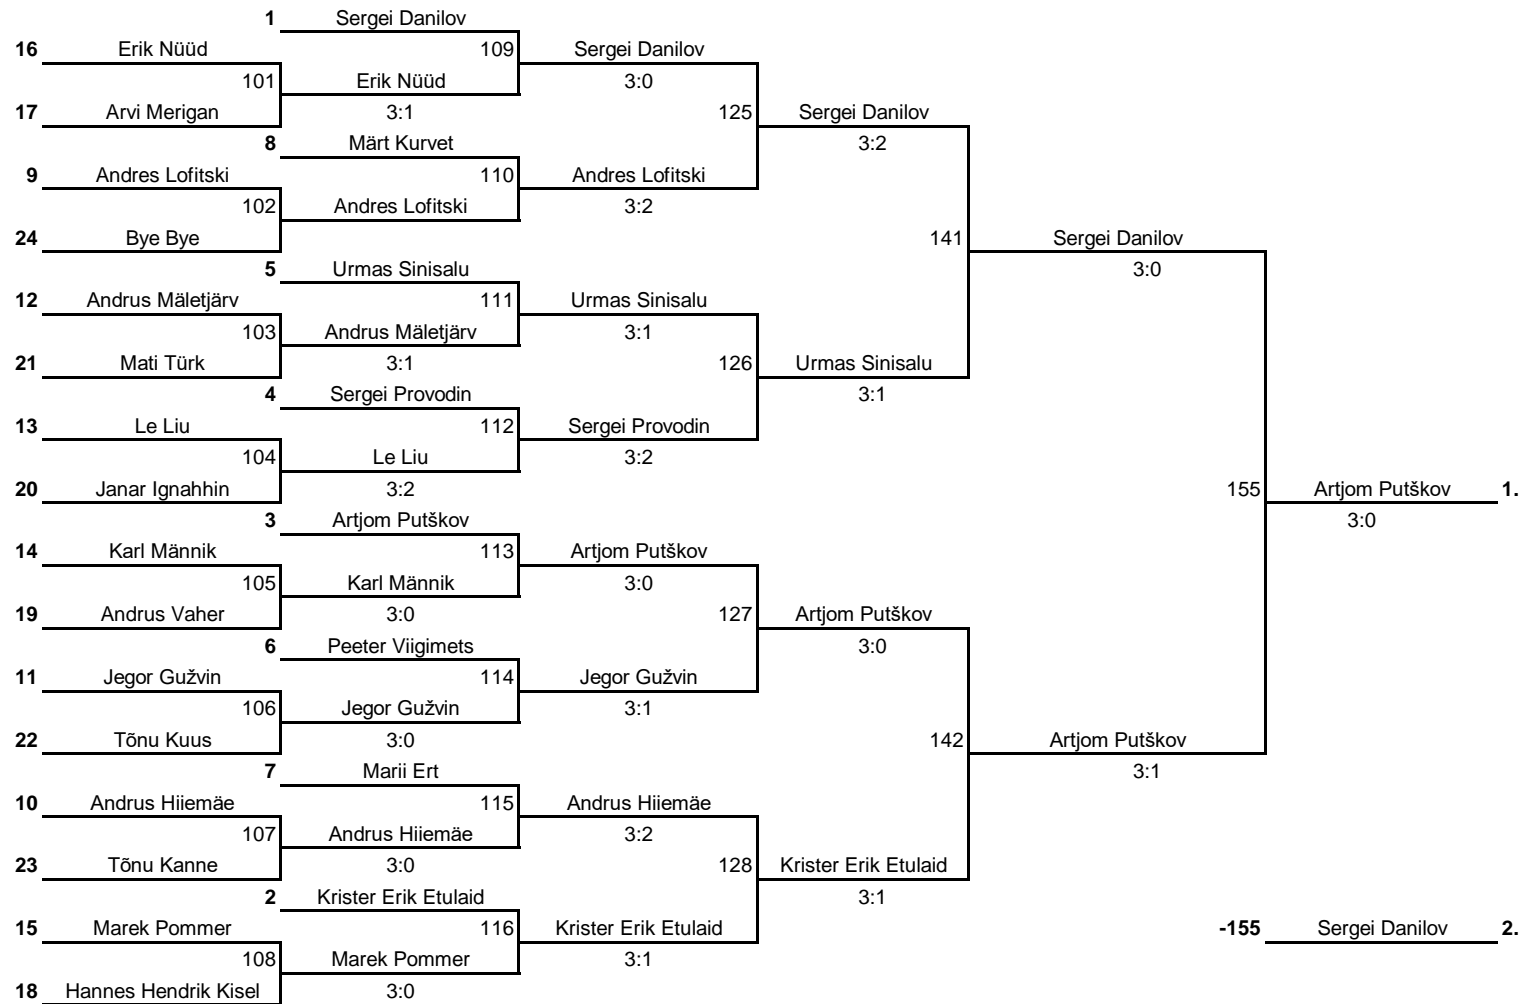 1 Sergei Danilov
16 Erik Nüüd 109 Sergei Danilov
101 Erik Nüüd 3:0
17 Arvi Merigan 3:1 125 Sergei Danilov
8 Märt Kurvet 3:2
9 Andres Lofitski 110 Andres Lofitski
102 Andres Lofitski 3:2
24 Bye Bye 141 Sergei Danilov
5 Urmas Sinisalu 3:0
12 Andrus Mäletjärv 111 Urmas Sinisalu
103 Andrus Mäletjärv 3:1
21 Mati Türk 3:1 126 Urmas Sinisalu
4 Sergei Provodin 3:1
13 Le Liu 112 Sergei Provodin
104 Le Liu 3:2
20 Janar Ignahhin 3:2 155 Artjom Putškov 1.
3 Artjom Putškov 3:0
14 Karl Männik 113 Artjom Putškov
105 Karl Männik 3:0
19 Andrus Vaher 3:0 127 Artjom Putškov
6 Peeter Viigimets 3:0
11 Jegor Gužvin 114 Jegor Gužvin
106 Jegor Gužvin 3:1
22 Tõnu Kuus 3:0 142 Artjom Putškov
7 Marii Ert 3:1
10 Andrus Hiiemäe 115 Andrus Hiiemäe
107 Andrus Hiiemäe 3:2
23 Tõnu Kanne 3:0 128 Krister Erik Etulaid
2 Krister Erik Etulaid 3:1
15 Marek Pommer 116 Krister Erik Etulaid -155 Sergei Danilov 2.
108 Marek Pommer 3:1
18 Hannes Hendrik Kisel 3:0